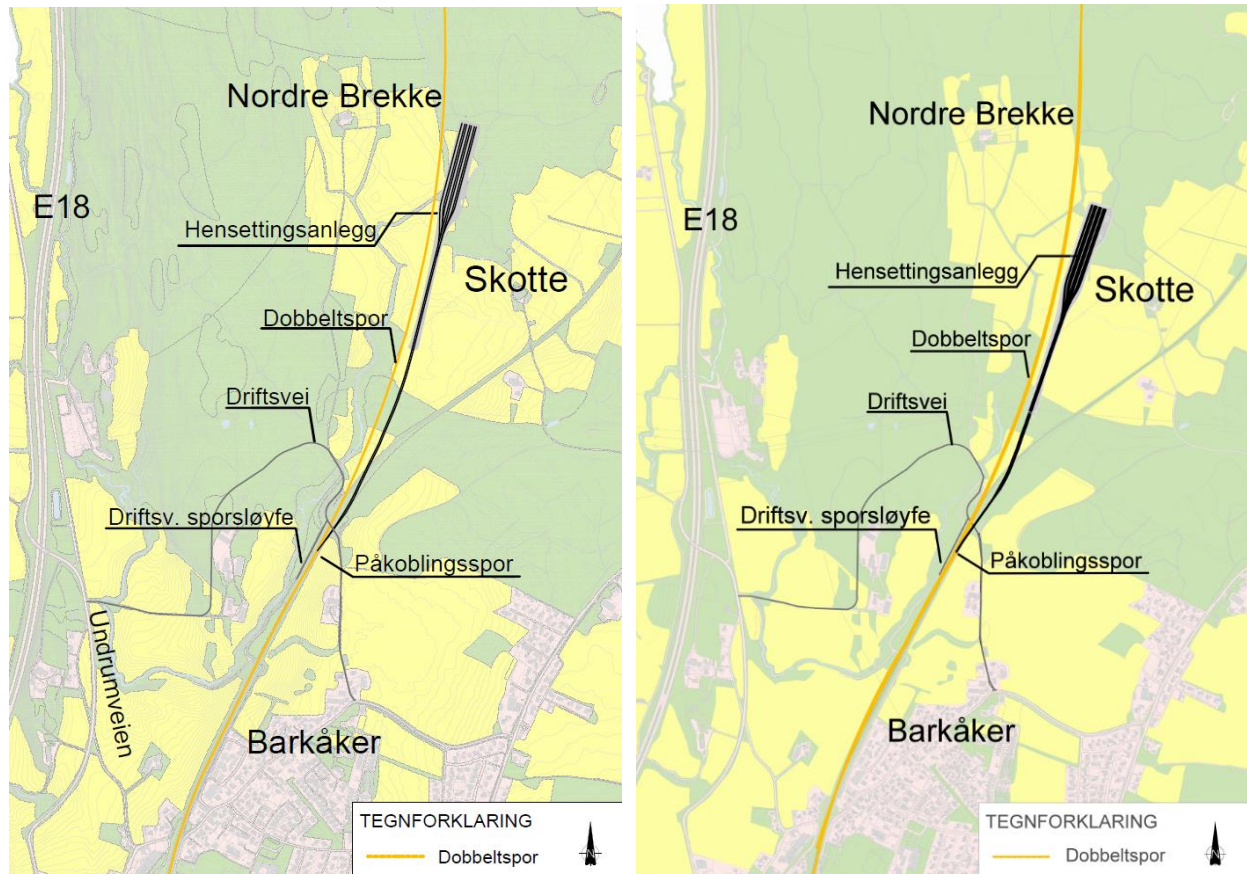 Nordre Brekke
E18
Hensettingsanlegg
Skotte
Dobbeltspor
Driftsvei
Driftsv. sporsløyfe
Påkoblingsspor
Undrumveien
Barkåker
TEGNFORKLARING
Dobbeltspor
N
Nordre Brekke
E18
Hensettingsanlegg
Skotte
Dobbeltspor
Driftsvei
Driftsv. sporsløyfe
Påkoblingsspor
Barkåker
TEGNFORKLARING
Dobbeltspor
N